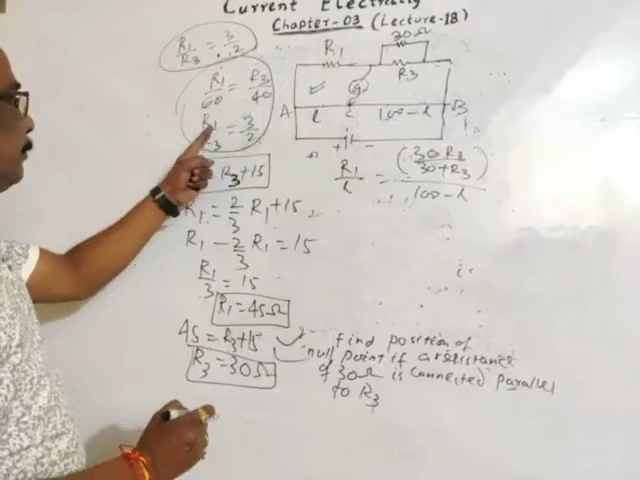 Current Electricity
Chapter-03 (Lecture-18)
R1/R3 = 3/2
R1/60 = R3/40
R1/R3 = 3/2
R3+15
R1 = 2/3 R1+15
R1 - 2/3 R1 = 15
R1/3 = 15
R1 = 45Ω
45 = R3+15
R3 = 30Ω
30Ω
R1
R3
G
A
l
C
100-l
B
+
-
R1/l = (30R3/30+R3)/100-l
find position of
null point if a resistance
of 30Ω is connected parallel
to R3